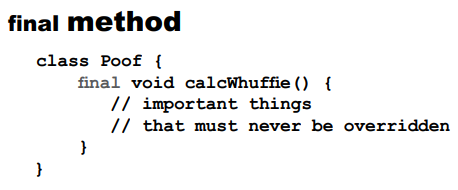 final method
class Poof {
final void calcWhuffie() {
// important things
// that must never be overridden
}
}